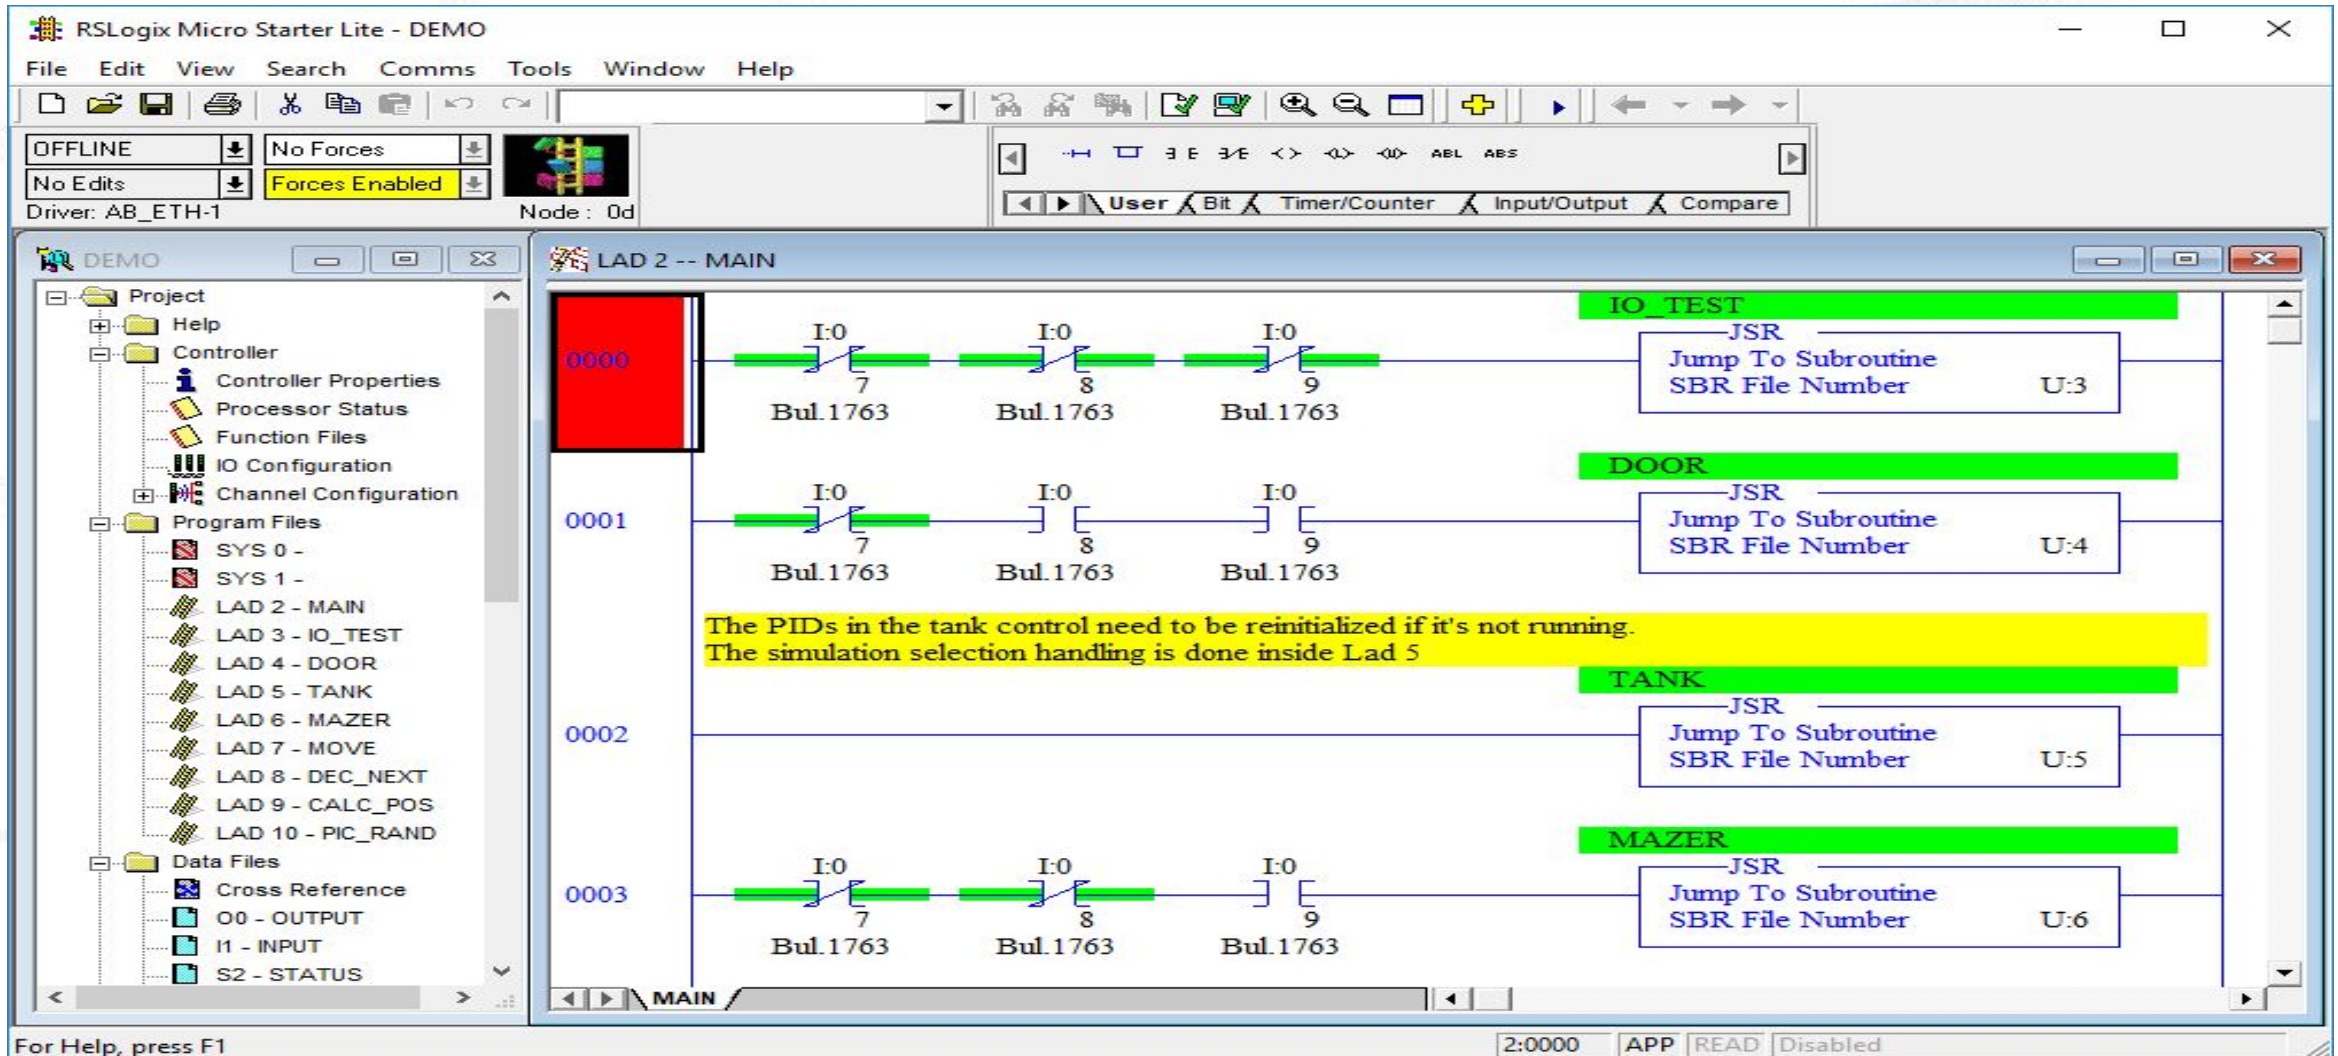 RSLogix Micro Starter Lite - DEMO
File Edit View Search Comms Tools Window Help
OFFLINE No Forces
No Edits Forces Enabled
Driver: AB_ETH-1 Node : 0d
ABL ABS
User Bit Timer/Counter Input/Output Compare
DEMO
Project
Help
Controller
Controller Properties
Processor Status
Function Files
IO Configuration
Channel Configuration
Program Files
SYS 0 -
SYS 1 -
LAD 2 - MAIN
LAD 3 - IO_TEST
LAD 4 - DOOR
LAD 5 - TANK
LAD 6 - MAZER
LAD 7 - MOVE
LAD 8 - DEC_NEXT
LAD 9 - CALC_POS
LAD 10 - PIC_RAND
Data Files
Cross Reference
O0 - OUTPUT
I1 - INPUT
S2 - STATUS
LAD 2 -- MAIN
IO_TEST
I:0 I:0 I:0 JSR
0000 Jump To Subroutine
7 8 9 SBR File Number U:3
Bul.1763 Bul.1763 Bul.1763
DOOR
I:0 I:0 I:0 JSR
0001 Jump To Subroutine
7 8 9 SBR File Number U:4
Bul.1763 Bul.1763 Bul.1763
The PIDs in the tank control need to be reinitialized if it's not running.
The simulation selection handling is done inside Lad 5
TANK
JSR
0002 Jump To Subroutine
SBR File Number U:5
MAZER
I:0 I:0 I:0 JSR
0003 Jump To Subroutine
7 8 9 SBR File Number U:6
Bul.1763 Bul.1763 Bul.1763
MAIN
For Help, press F1 2:0000 APP READ Disabled